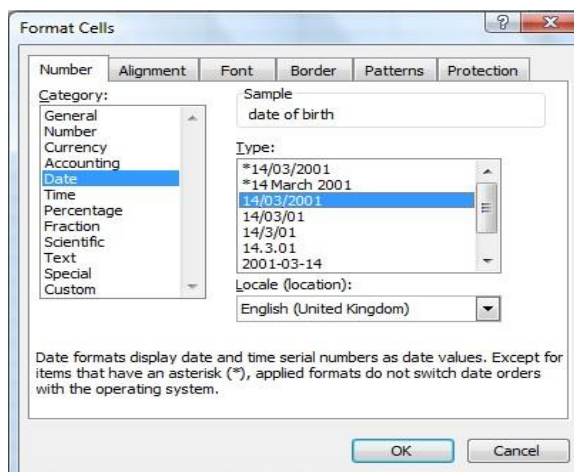 Format Cells
?
Number
Alignment
Font
Border
Patterns
Protection
Category:
General
Number
Currency
Accounting
Date
Time
Percentage
Fraction
Scientific
Text
Special
Custom
Sample
date of birth
Type:
*14/03/2001
*14 March 2001
14/03/2001
14/03/01
14/3/01
14.3.01
2001-03-14
Locale (location):
English (United Kingdom)
Date formats display date and time serial numbers as date values. Except for
items that have an asterisk (*), applied formats do not switch date orders
with the operating system.
OK
Cancel